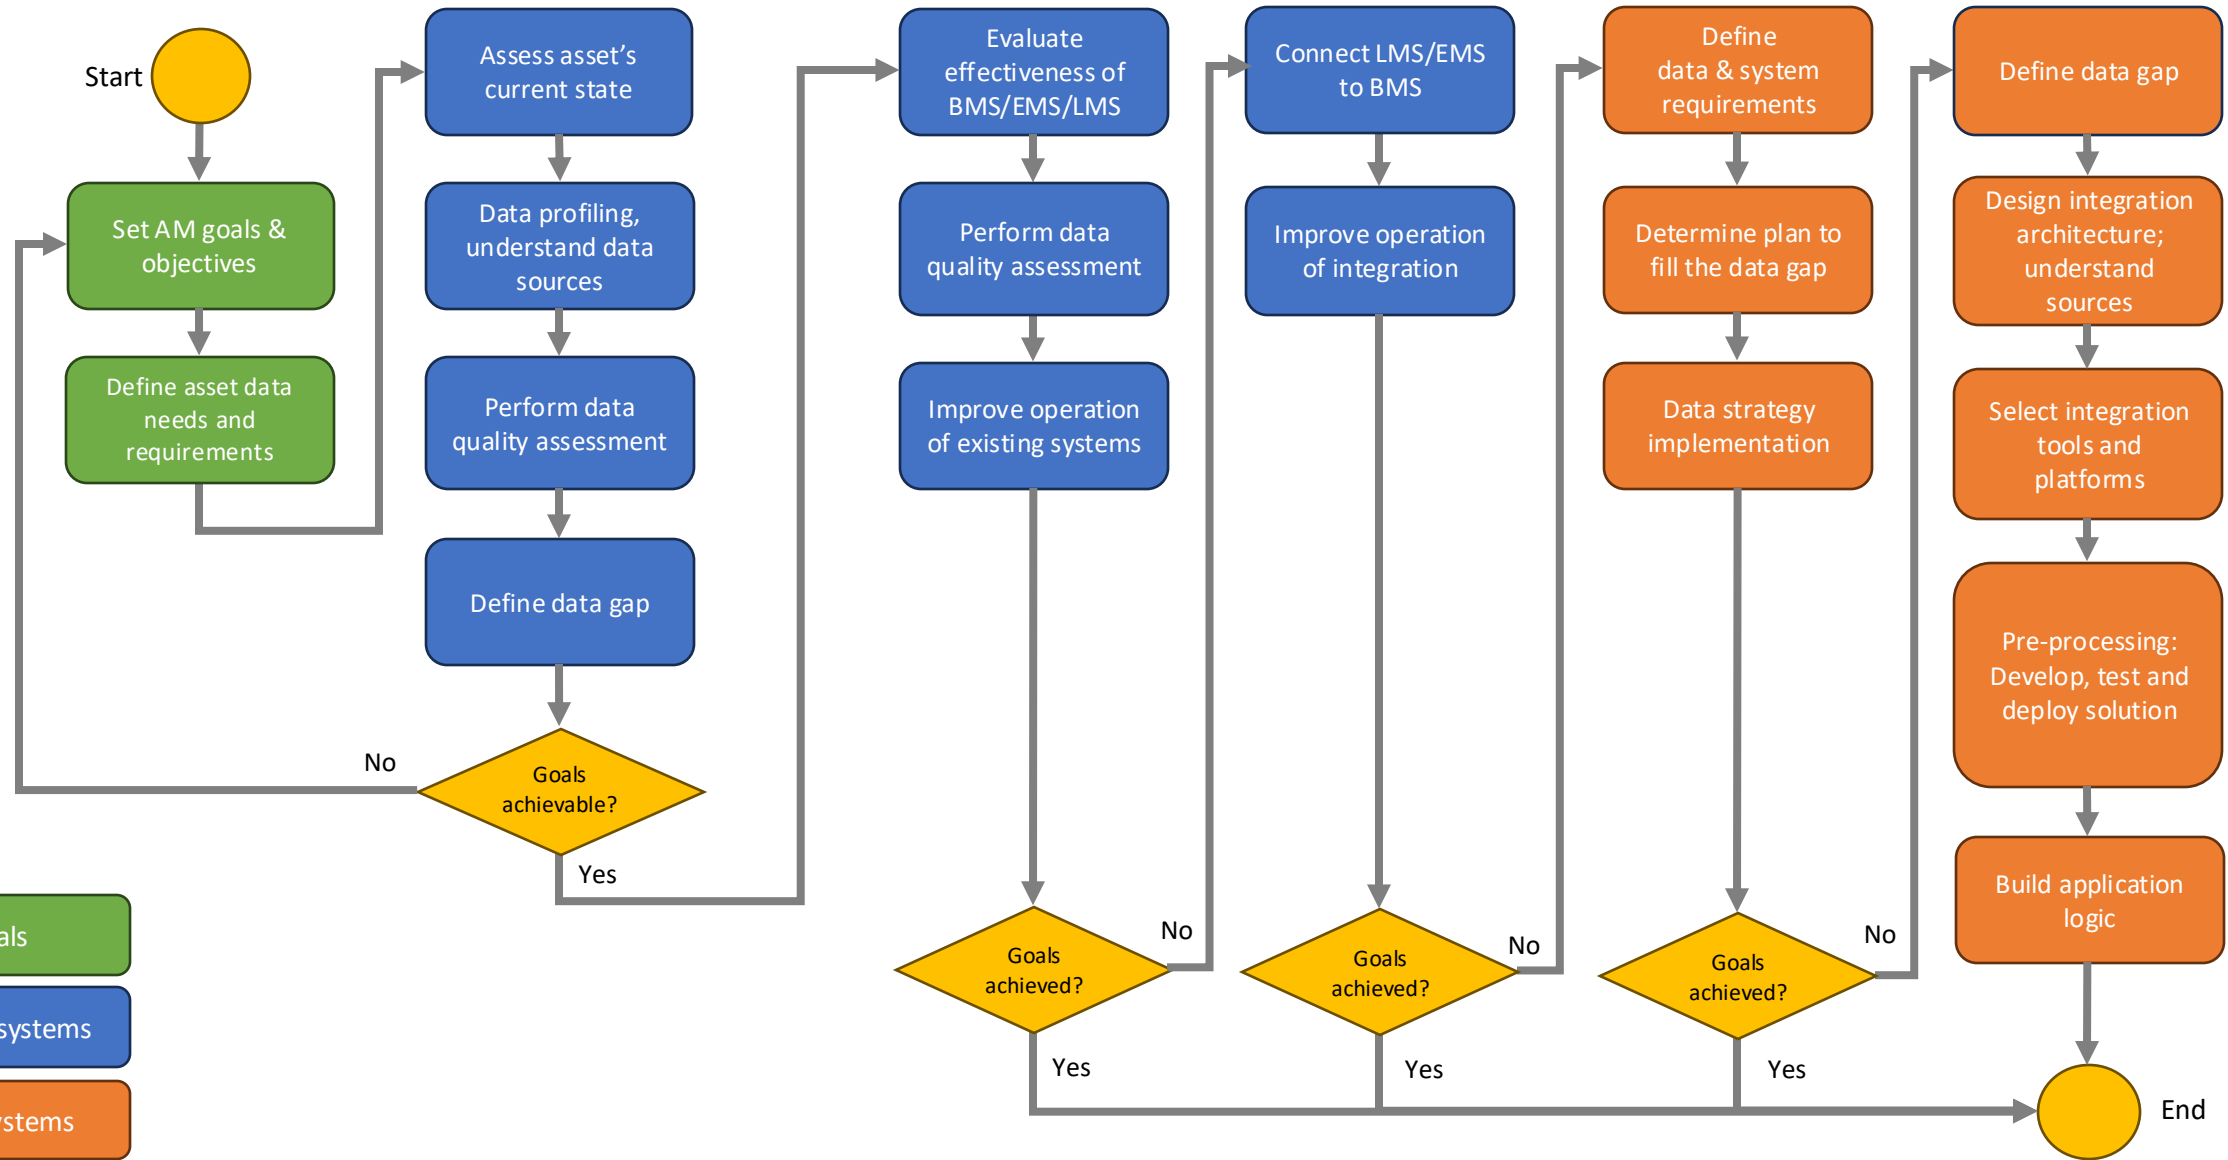 Start
Set AM goals &
objectives
Define asset data
needs and
requirements
Assess asset's
current state
Data profiling,
understand data
sources
Perform data
quality assessment
Define data gap
Goals
achievable?
No
Yes
Evaluate
effectiveness of
BMS/EMS/LMS
Perform data
quality assessment
Improve operation
of existing systems
Goals
achieved?
No
Yes
Connect LMS/EMS
to BMS
Improve operation
of integration
Goals
achieved?
No
Yes
Define
data & system
requirements
Determine plan to
fill the data gap
Data strategy
implementation
Goals
achieved?
No
Yes
Define data gap
Design integration
architecture;
understand
sources
Select integration
tools and
platforms
Pre-processing:
Develop, test and
deploy solution
Build application
logic
End
systems